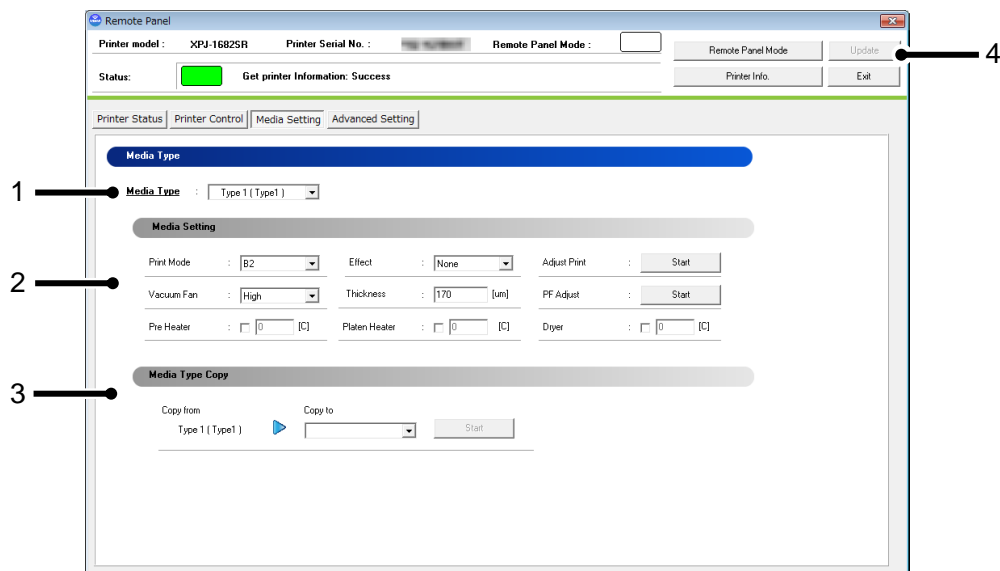 Remote Panel
Printer model : XPJ-1682SR Printer Serial No. : Remote Panel Mode :
Remote Panel Mode Update
4
Status: Get printer Information: Success
Printer Info. Exit
Printer Status Printer Control Media Setting Advanced Setting
Media Type
1
Media Type : Type 1 ( Type1 )
Media Setting
Print Mode : B2 Effect : None Adjust Print : Start
2
Vacuum Fan : High Thickness : 170 [um] PF Adjust : Start
Pre Heater : 0 [C] Platen Heater : 0 [C] Dryer : 0 [C]
Media Type Copy
3
Copy from Copy to
Type 1 ( Type1 ) Start